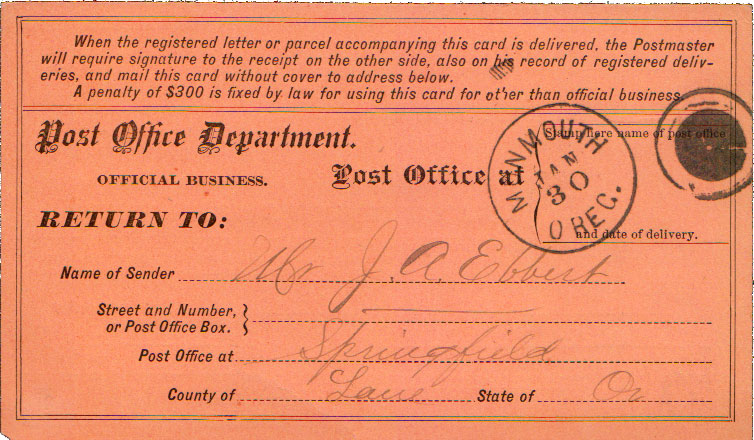 When the registered letter or parcel accompanying this card is delivered, the Postmaster
will require signature to the receipt on the other side, also on his record of registered deliv-
eries, and mail this card without cover to address below.
A penalty of $300 is fixed by law for using this card for other than official business.
Post Office Department.
OFFICIAL BUSINESS.
Post Office at
Stamp here name of post office
and date of delivery.
MONMOUTH
JAN
30
OREG.
RETURN TO:
Name of Sender Mr J. A. Ebbert
Street and Number,
or Post Office Box.
Post Office at Springfield
County of Lane State of Or